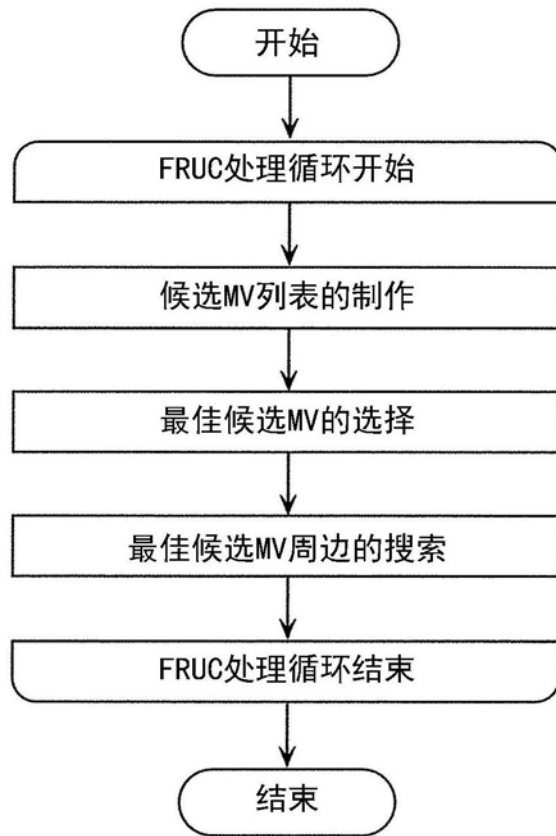 开始
FRUC处理循环开始
候选MV列表的制作
最佳候选MV的选择
最佳候选MV周边的搜索
FRUC处理循环结束
结束